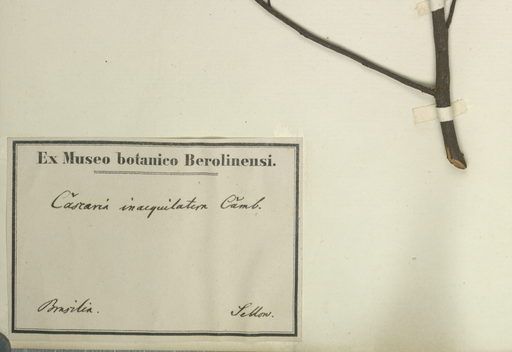 Ex Museo botanico Berolinensi.
Casearia inaequilatera Camb.
Brasilia.
Sellow.